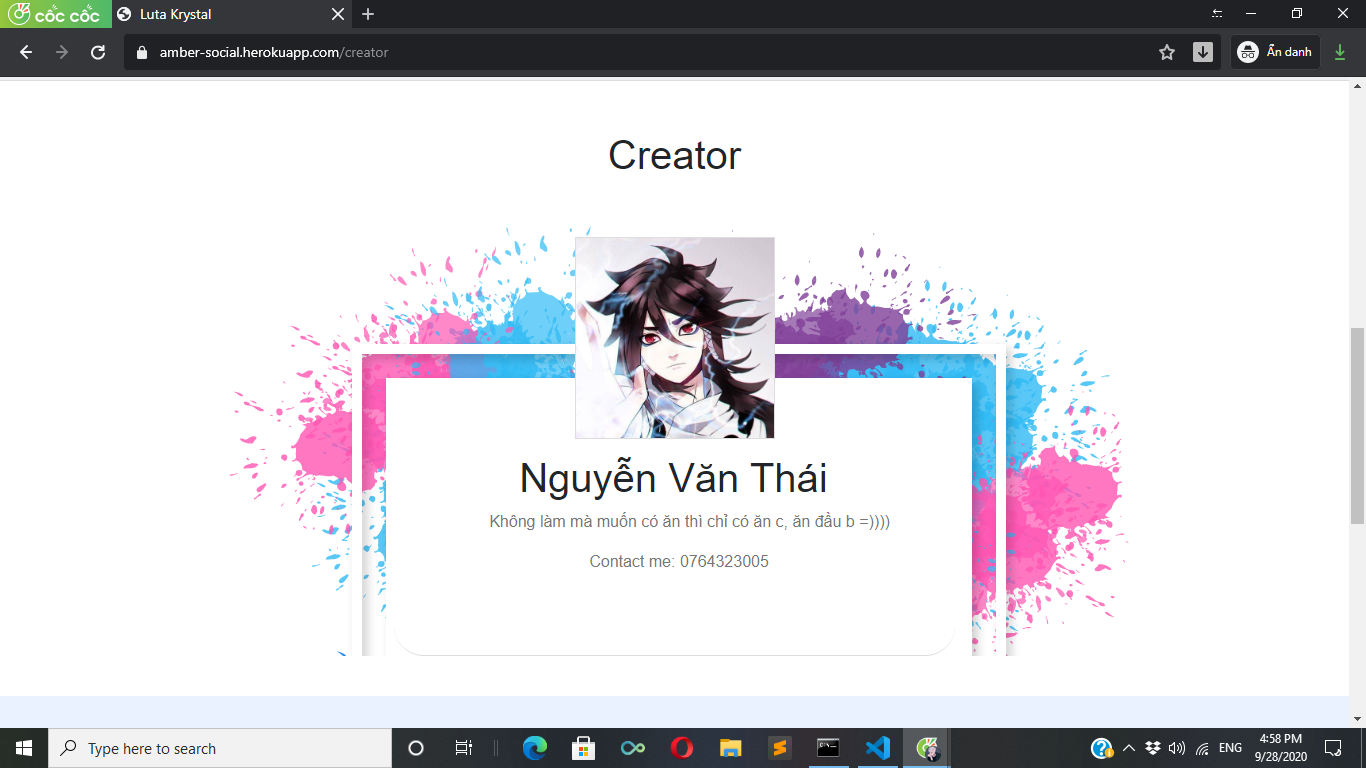 cốc cốc
Luta Krystal
amber-social.herokuapp.com/creator
Ẩn danh
Creator
Nguyễn Văn Thái
Không làm mà muốn có ăn thì chỉ có ăn c, ăn đầu b =))))
Contact me: 0764323005
Type here to search
ENG
4:58 PM
9/28/2020